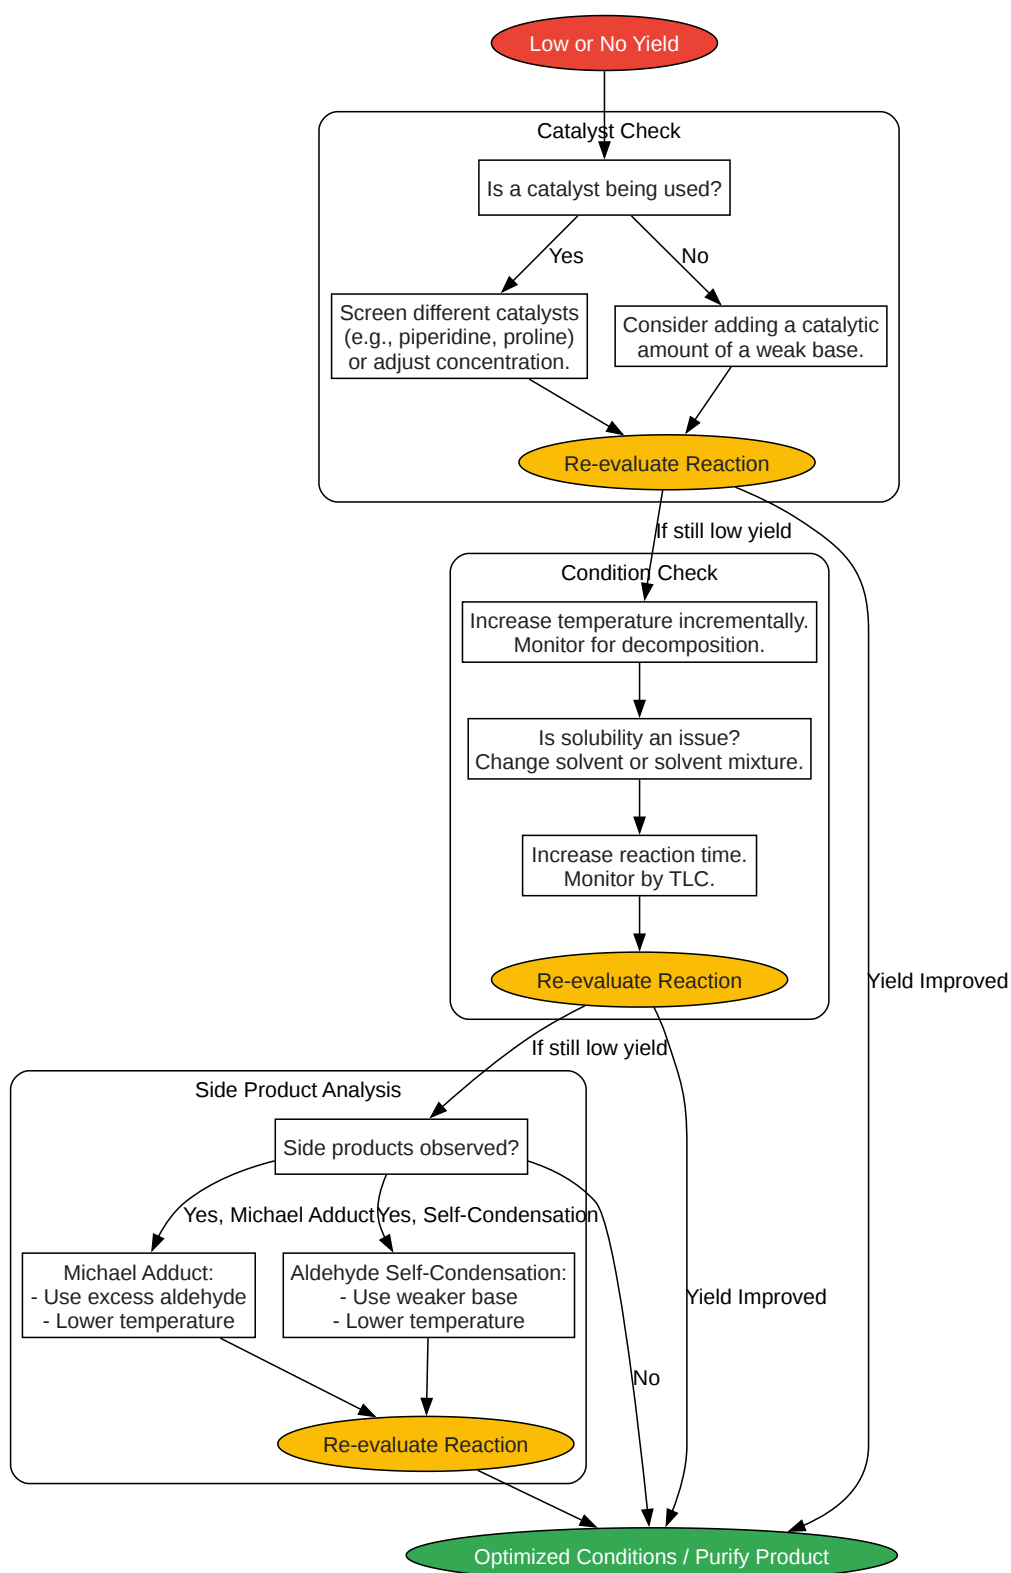 Low or No Yield
Catalyst Check
Is a catalyst being used?
Yes
No
Screen different catalysts
(e.g., piperidine, proline)
or adjust concentration.
Consider adding a catalytic
amount of a weak base.
Re-evaluate Reaction
If still low yield
Condition Check
Increase temperature incrementally.
Monitor for decomposition.
Is solubility an issue?
Change solvent or solvent mixture.
Increase reaction time.
Monitor by TLC.
Re-evaluate Reaction
Yield Improved
If still low yield
Side Product Analysis
Side products observed?
Yes, Michael Adduct
Yes, Self-Condensation
Michael Adduct:
- Use excess aldehyde
- Lower temperature
Aldehyde Self-Condensation:
- Use weaker base
- Lower temperature
Yield Improved
No
Re-evaluate Reaction
Optimized Conditions / Purify Product